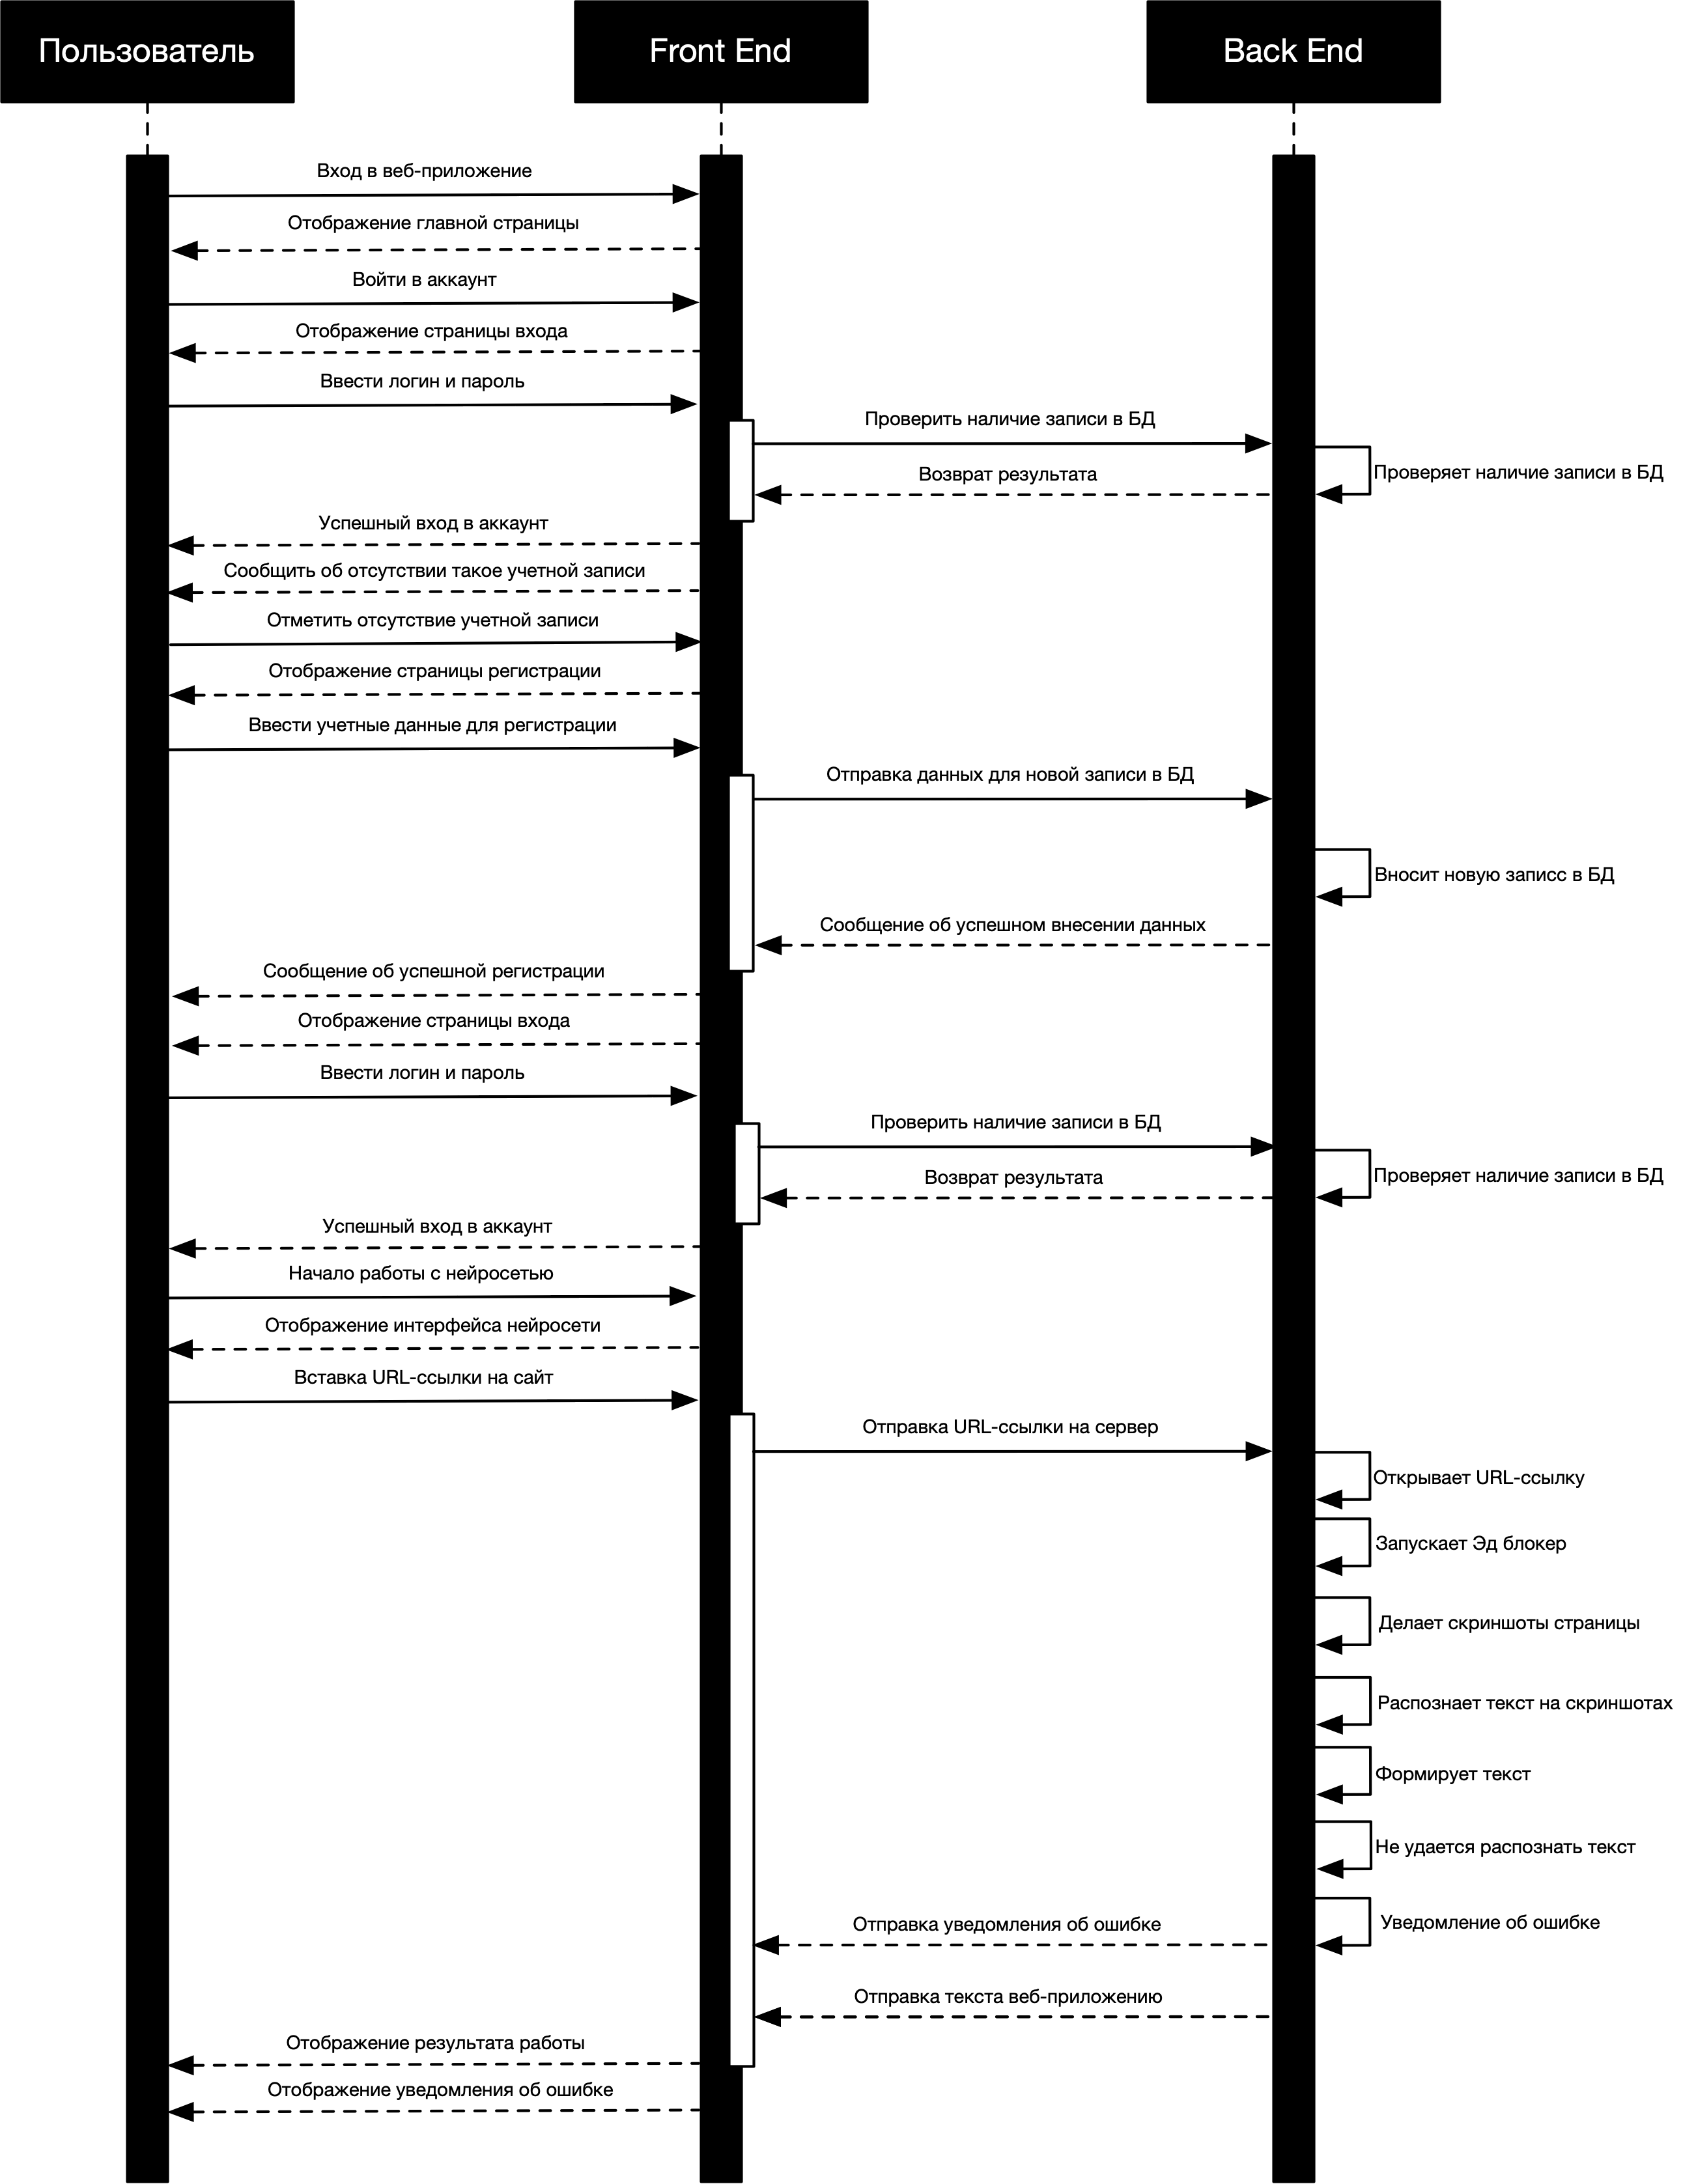 Пользователь
Front End
Back End
Вход в веб-приложение
Отображение главной страницы
Войти в аккаунт
Отображение страницы входа
Ввести логин и пароль
Проверить наличие записи в БД
Проверяет наличие записи в БД
Возврат результата
Успешный вход в аккаунт
Сообщить об отсутствии такое учетной записи
Отметить отсутствие учетной записи
Отображение страницы регистрации
Ввести учетные данные для регистрации
Отправка данных для новой записи в БД
Вносит новую записс в БД
Сообщение об успешном внесении данных
Сообщение об успешной регистрации
Отображение страницы входа
Ввести логин и пароль
Проверить наличие записи в БД
Проверяет наличие записи в БД
Возврат результата
Успешный вход в аккаунт
Начало работы с нейросетью
Отображение интерфейса нейросети
Вставка URL-ссылки на сайт
Отправка URL-ссылки на сервер
Открывает URL-ссылку
Запускает Эд блокер
Делает скриншоты страницы
Распознает текст на скриншотах
Формирует текст
Не удается распознать текст
Уведомление об ошибке
Отправка уведомления об ошибке
Отправка текста веб-приложению
Отображение результата работы
Отображение уведомления об ошибке